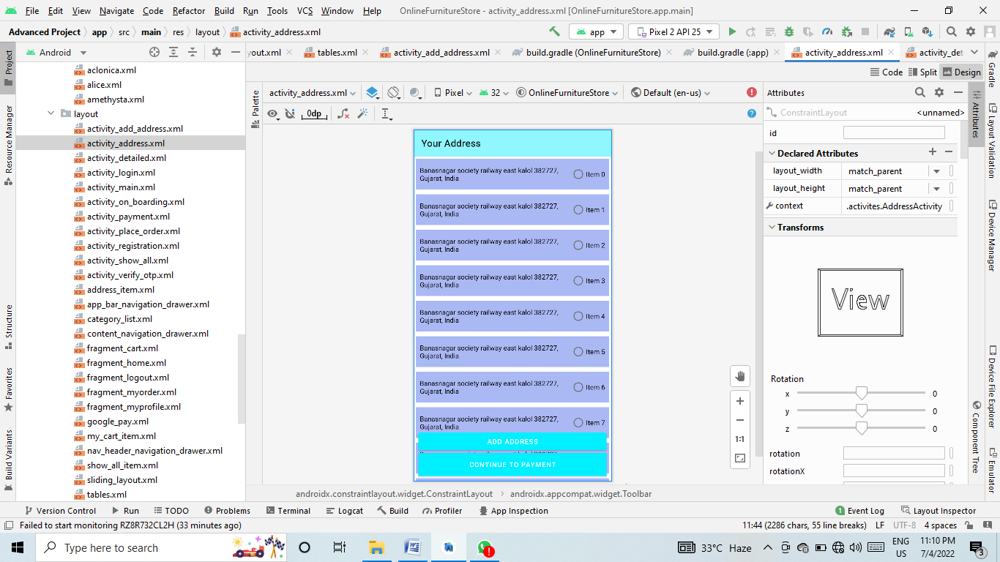 File Edit View Navigate Code Refactor Build Run Tools VCS Window Help OnlineFurnitureStore - activity_address.xml [OnlineFurnitureStore.app.main]
Advanced Project app src main res layout activity_address.xml app Pixel 2 API 25
Android yout.xml tables.xml activity_add_address.xml build.gradle (OnlineFurnitureStore) build.gradle (:app) activity_address.xml activity_det
Code Split Design
activity_address.xml Pixel 32 OnlineFurnitureStore Default (en-us)
0dp
Project
Resource Manager
Structure
Favorites
Build Variants
aclonica.xml
alice.xml
amethysta.xml
layout
activity_add_address.xml
activity_address.xml
activity_detailed.xml
activity_login.xml
activity_main.xml
activity_on_boarding.xml
activity_payment.xml
activity_place_order.xml
activity_registration.xml
activity_show_all.xml
activity_verify_otp.xml
address_item.xml
app_bar_navigation_drawer.xml
category_list.xml
content_navigation_drawer.xml
fragment_cart.xml
fragment_home.xml
fragment_logout.xml
fragment_myorder.xml
fragment_myprofile.xml
google_pay.xml
my_cart_item.xml
nav_header_navigation_drawer.xml
show_all_item.xml
sliding_layout.xml
tables.xml
Palette
Your Address
Banasnagar society railway east kalol 382727,
Gujarat, India
Item 0
Banasnagar society railway east kalol 382727,
Gujarat, India
Item 1
Banasnagar society railway east kalol 382727,
Gujarat, India
Item 2
Banasnagar society railway east kalol 382727,
Gujarat, India
Item 3
Banasnagar society railway east kalol 382727,
Gujarat, India
Item 4
Banasnagar society railway east kalol 382727,
Gujarat, India
Item 5
Banasnagar society railway east kalol 382727,
Gujarat, India
Item 6
Banasnagar society railway east kalol 382727,
Gujarat, India
Item 7
ADD ADDRESS
CONTINUE TO PAYMENT
1:1
Attributes
ConstraintLayout <unnamed>
id
Declared Attributes
layout_width match_parent
layout_height match_parent
context .activites.AddressActivity
Transforms
View
Rotation
x 0
y 0
z 0
rotation
rotationX
Attributes
Component Tree
Gradle
Layout Validation
Device Manager
Device File Explorer
Emulator
androidx.constraintlayout.widget.ConstraintLayout androidx.appcompat.widget.Toolbar
Version Control Run TODO Problems Terminal Logcat Build Profiler App Inspection 1 Event Log Layout Inspector
Failed to start monitoring RZ8R732CL2H (33 minutes ago) 11:44 (2286 chars, 55 line breaks) LF UTF-8 4 spaces
Type here to search 33°C Haze ENG
US 11:10 PM
7/4/2022 3